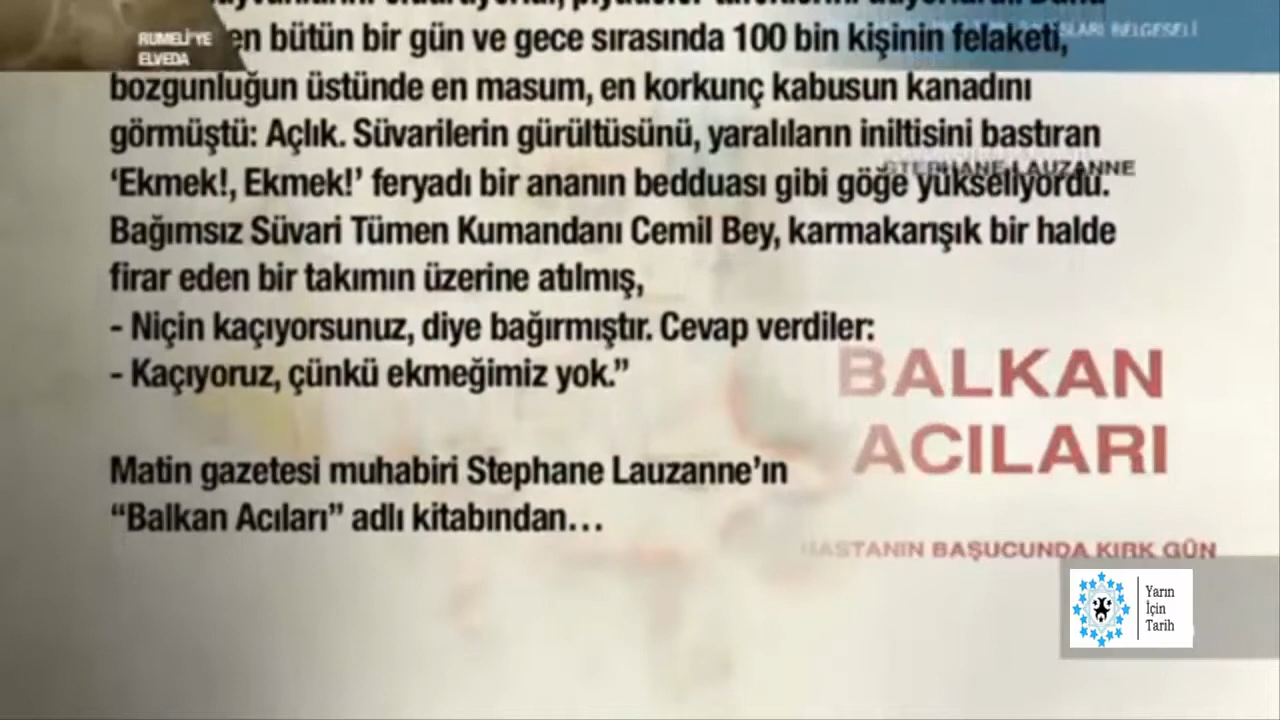 RUMELİ'YE
ELVEDA
bütün bir gün ve gece sırasında 100 bin kişinin felaketi,
BELGESELİ
bozgunluğun üstünde en masum, en korkunç kabusun kanadını
görmüştü: Açlık. Süvarilerin gürültüsünü, yaralıların iniltisini bastıran
STEPHANE LAUZANNE
‘Ekmek!, Ekmek!’ feryadı bir ananın bedduası gibi göğe yükseliyordu.
Bağımsız Süvari Tümen Kumandanı Cemil Bey, karmakarışık bir halde
firar eden bir takımın üzerine atılmış,
- Niçin kaçıyorsunuz, diye bağırmıştır. Cevap verdiler:
- Kaçıyoruz, çünkü ekmeğimiz yok.”
BALKAN
ACILARI
Matin gazetesi muhabiri Stephane Lauzanne’ın
“Balkan Acıları” adlı kitabından…
HASTANIN BAŞUCUNDA KIRK GÜN
Yarın
İçin
Tarih